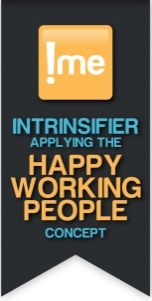 !me
INTRINSIFIER
APPLYING THE
HAPPY
WORKING
PEOPLE
CONCEPT